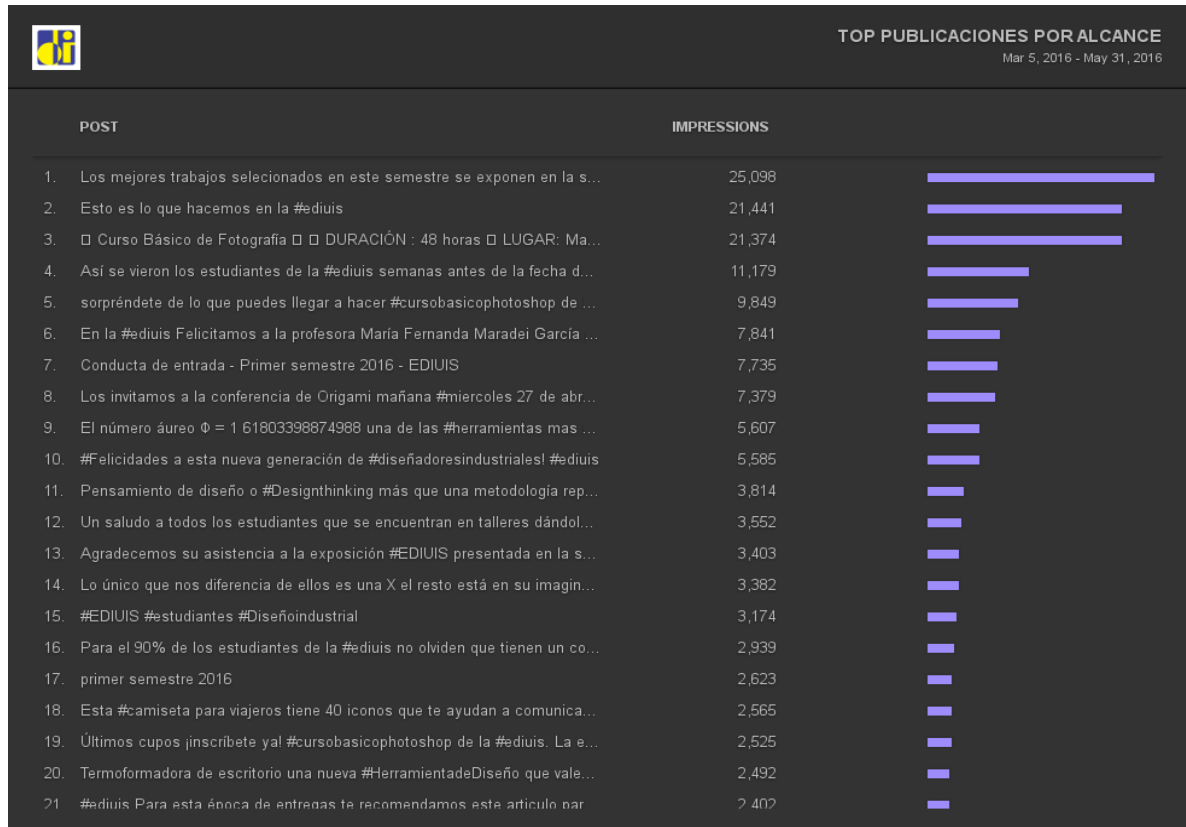 di
TOP PUBLICACIONES POR ALCANCE
Mar 5, 2016 - May 31, 2016
POST IMPRESSIONS
1. Los mejores trabajos selecionados en este semestre se exponen en la s... 25,098
2. Esto es lo que hacemos en la #ediuis 21,441
3. □ Curso Básico de Fotografía □ □ DURACIÓN : 48 horas □ LUGAR: Ma... 21,374
4. Así se vieron los estudiantes de la #ediuis semanas antes de la fecha d... 11,179
5. sorpréndete de lo que puedes llegar a hacer #cursobasicophotoshop de ... 9,849
6. En la #ediuis Felicitamos a la profesora María Fernanda Maradei García ... 7,841
7. Conducta de entrada - Primer semestre 2016 - EDIUIS 7,735
8. Los invitamos a la conferencia de Origami mañana #miercoles 27 de abr... 7,379
9. El número áureo Φ = 1 61803398874988 una de las #herramientas mas ... 5,607
10. #Felicidades a esta nueva generación de #diseñadoresindustriales! #ediuis 5,585
11. Pensamiento de diseño o #Designthinking más que una metodología rep... 3,814
12. Un saludo a todos los estudiantes que se encuentran en talleres dándol... 3,552
13. Agradecemos su asistencia a la exposición #EDIUIS presentada en la s... 3,403
14. Lo único que nos diferencia de ellos es una X el resto está en su imagin... 3,382
15. #EDIUIS #estudiantes #Diseñoindustrial 3,174
16. Para el 90% de los estudiantes de la #ediuis no olviden que tienen un co... 2,939
17. primer semestre 2016 2,623
18. Esta #camiseta para viajeros tiene 40 iconos que te ayudan a comunica... 2,565
19. Últimos cupos ¡inscríbete ya! #cursobasicophotoshop de la #ediuis. La e... 2,525
20. Termoformadora de escritorio una nueva #HerramientadeDiseño que vale... 2,492
21 #ediuis Para esta época de entregas te recomendamos este articulo par 2,402